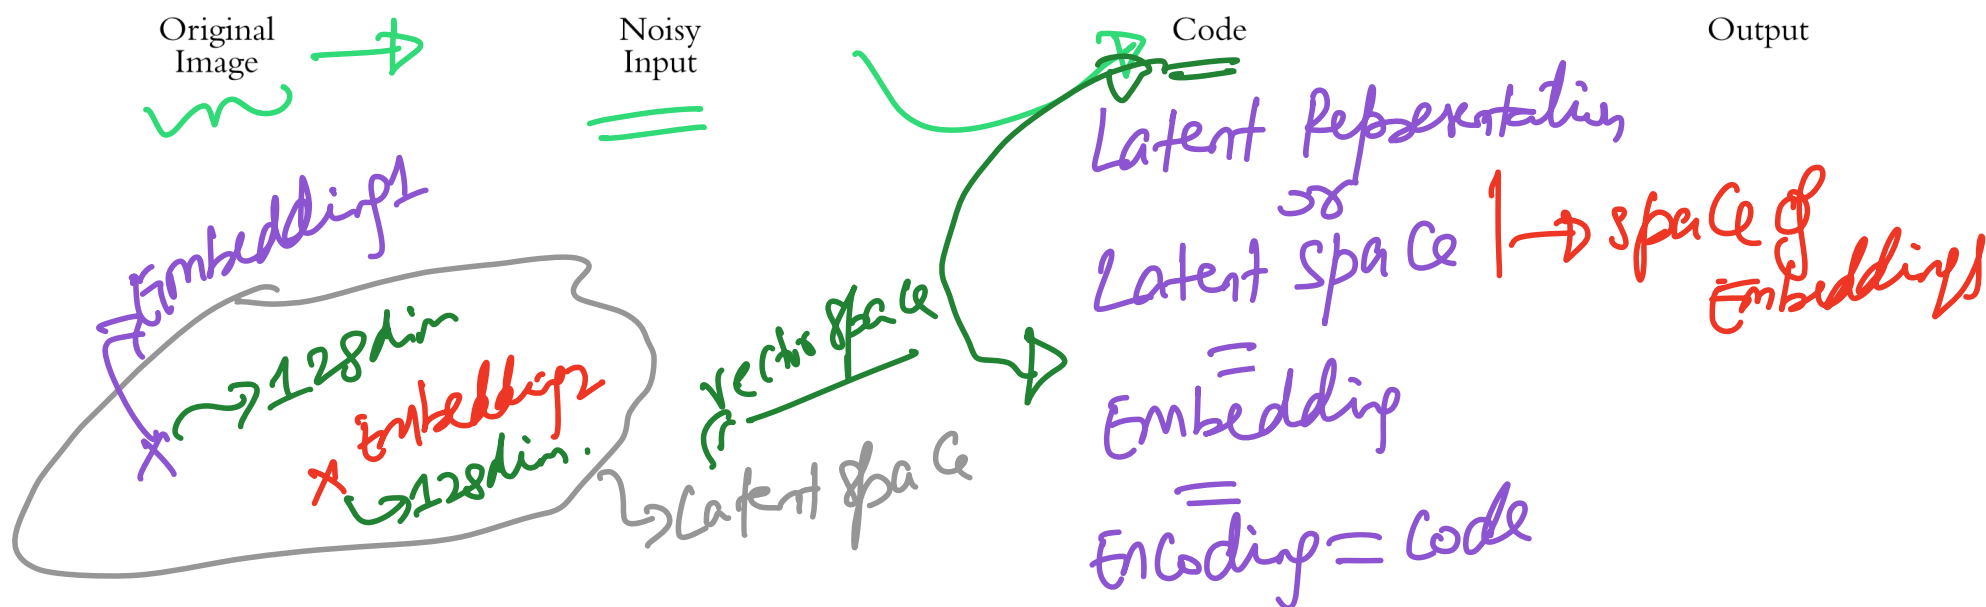 Original
Image
Noisy
Input
Code
Output
Latent Representation
or
Latent space
→ space of
Embeddings
=
Embedding
=
Encoding = Code
Embedding1
→ 128dim
Embedding2
→ 128dim.
vector space
→ Latent space